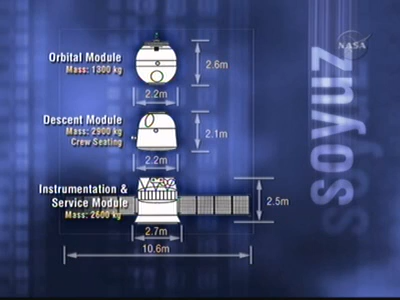 NASA
Orbital Module
Mass: 1300 kg
2.6m
2.2m
Descent Module
Mass: 2900 kg
Crew Seating
2.1m
2.2m
Instrumentation &
Service Module
Mass: 2600 kg
2.5m
2.7m
10.6m
soyuz